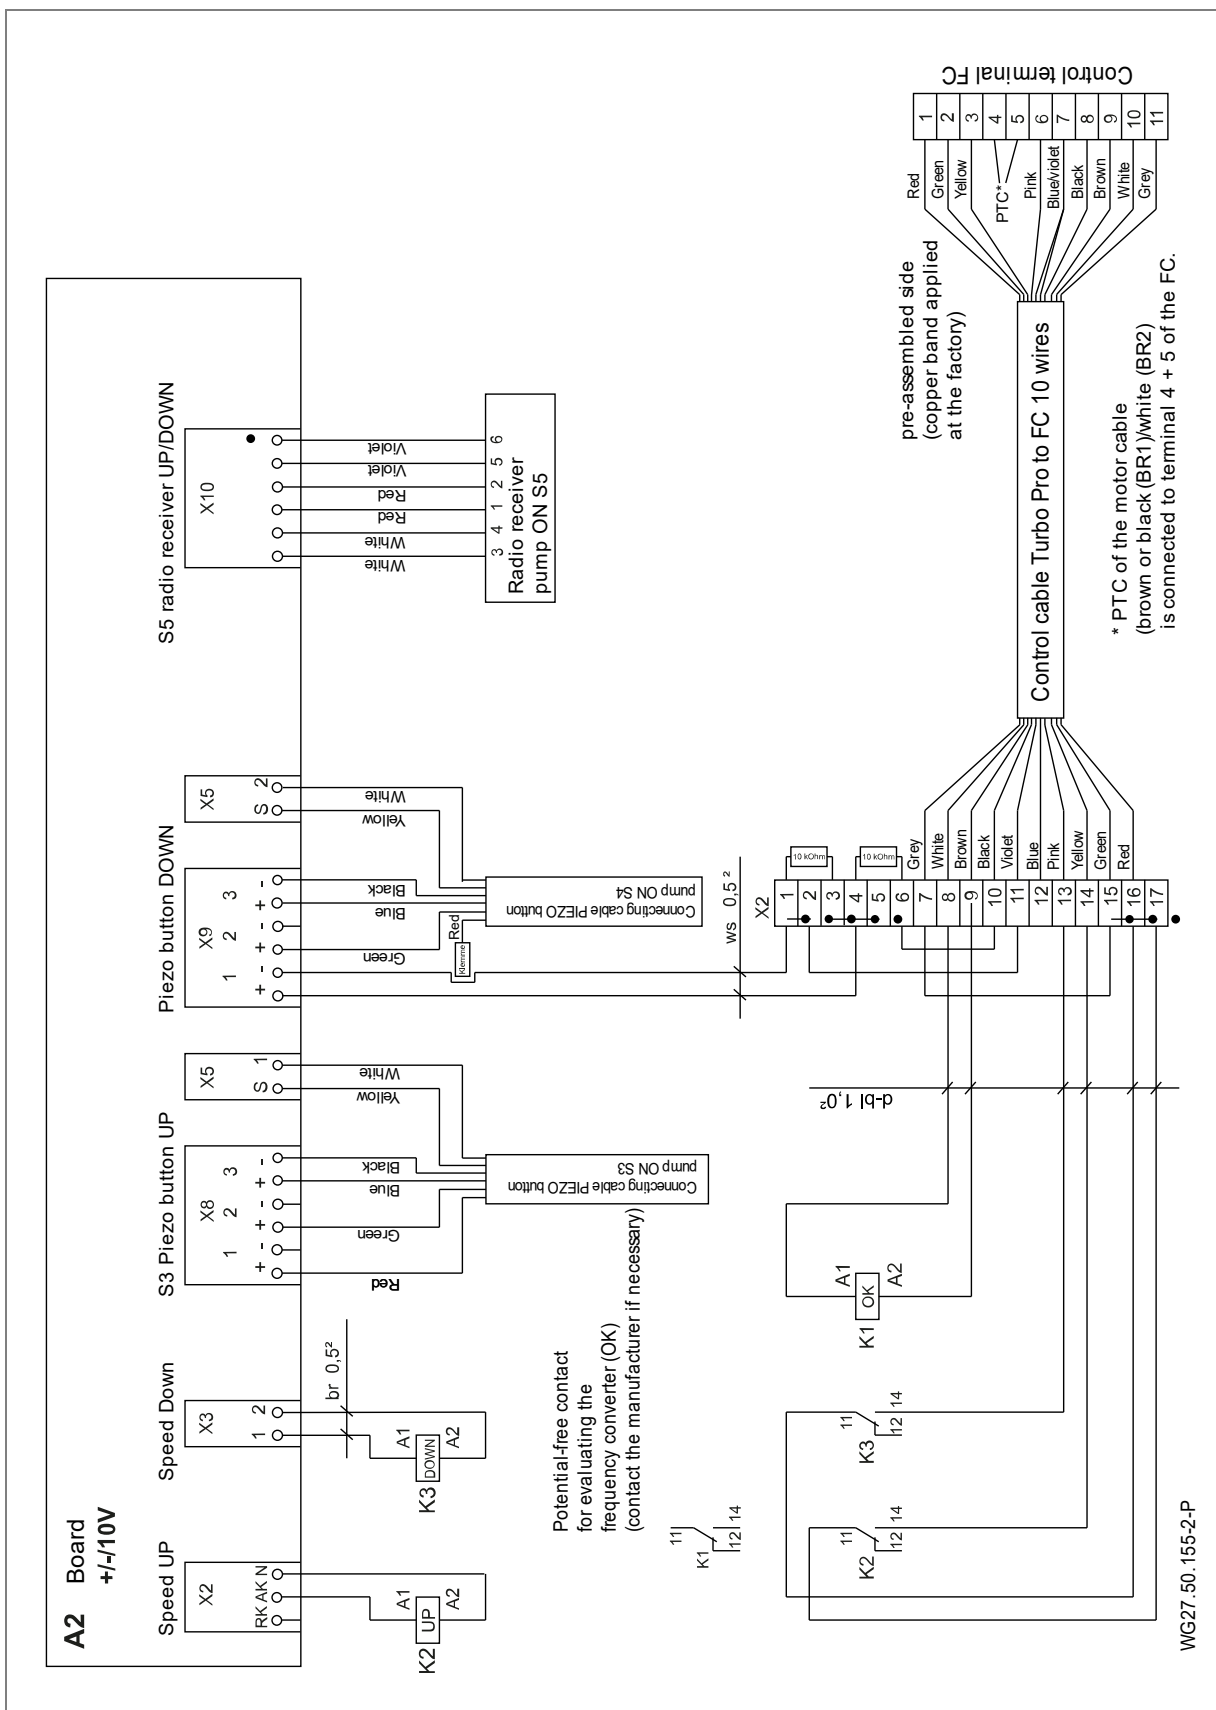 A2 Board
+/-/10V
Speed UP
X2
RK AK N
A1
A2
UP
K2
Speed Down
X3
1 2
br 0,5²
A1
A2
DOWN
K3
S3 Piezo button UP
X8
1 2 3
+ - + - + -
Red
Green
Blue
Black
X5
S 1
Yellow
White
Connecting cable PIEZO button
pump ON S3
Piezo button DOWN
X9
1 2 3
+ - + - + -
Green
Blue
Black
X5
S 2
Yellow
White
Klemme
Red
Connecting cable PIEZO button
pump ON S4
S5 radio receiver UP/DOWN
X10
White
White
Red
Red
Violet
Violet
3 4 1 2 5 6
Radio receiver
pump ON S5
Potential-free contact
for evaluating the
frequency converter (OK)
(contact the manufacturer if necessary)
11
12
14
K1
11
12
14
K2
11
12
14
K3
A1
A2
OK
K1
d-bl 1,0²
ws 0,5²
X2
1
2
3
4
5
6
7
8
9
10
11
12
13
14
15
16
17
10 kOhm
10 kOhm
Grey
White
Brown
Black
Violet
Blue
Pink
Yellow
Green
Red
Control cable Turbo Pro to FC 10 wires
pre-assembled side
(copper band applied
at the factory)
Red
Green
Yellow
PTC*
Pink
Blue/violet
Black
Brown
White
Grey
1
2
3
4
5
6
7
8
9
10
11
Control terminal FC
* PTC of the motor cable
(brown or black (BR1)/white (BR2)
is connected to terminal 4 + 5 of the FC.
WG27.50.155-2-P